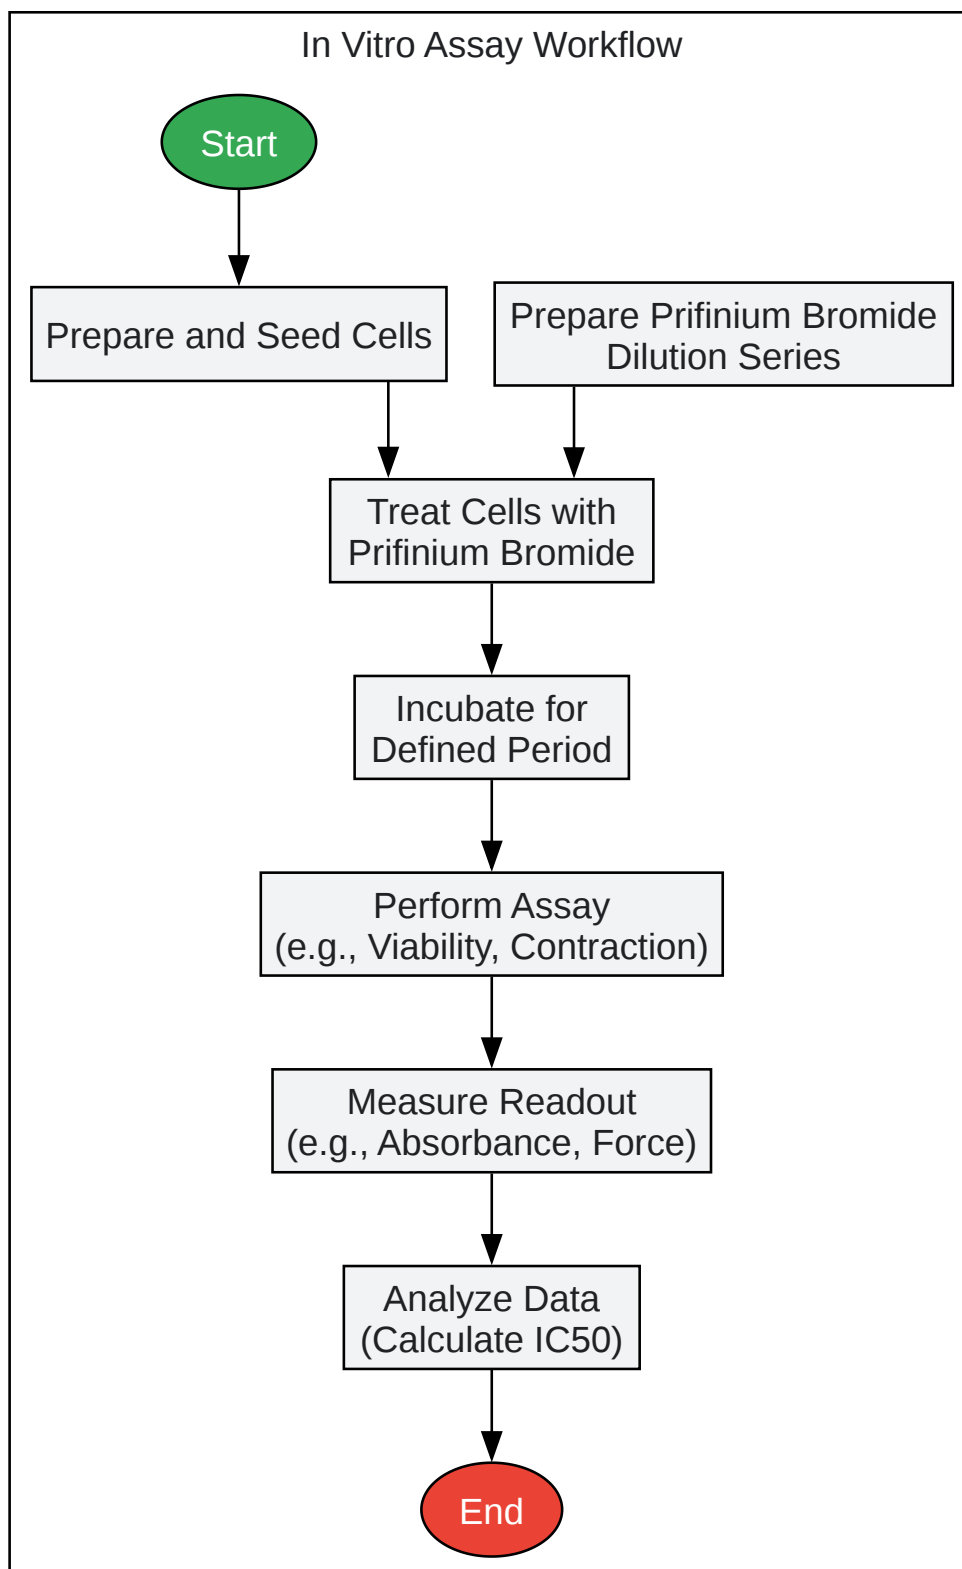 In Vitro Assay Workflow
Start
Prepare and Seed Cells
Prepare Prifinium Bromide
Dilution Series
Treat Cells with
Prifinium Bromide
Incubate for
Defined Period
Perform Assay
(e.g., Viability, Contraction)
Measure Readout
(e.g., Absorbance, Force)
Analyze Data
(Calculate IC50)
End